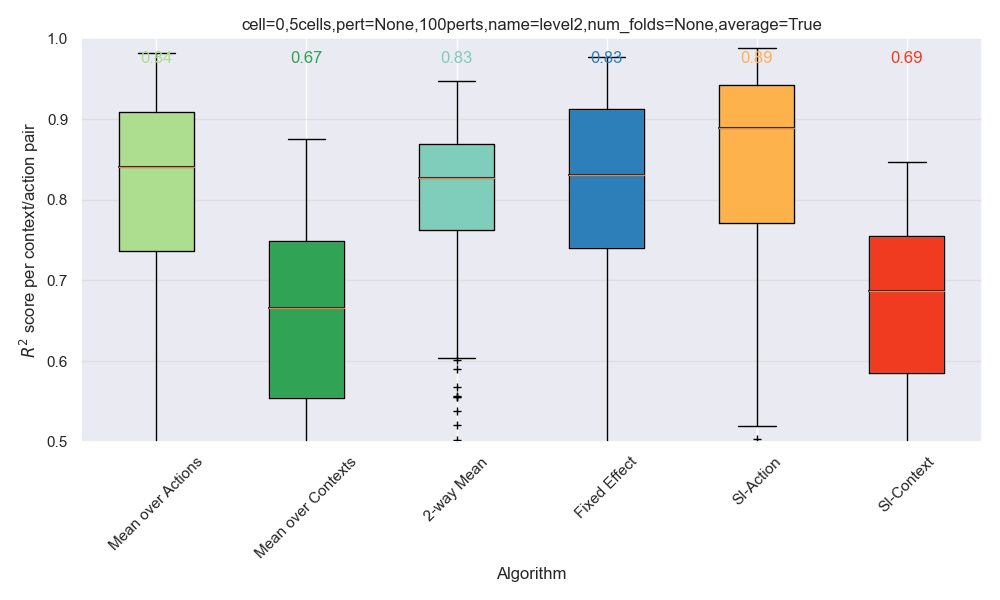 cell=0,5cells,pert=None,100perts,name=level2,num_folds=None,average=True
0.84 0.67 0.83 0.83 0.89 0.69
1.0
0.9
0.8
0.7
0.6
0.5
R² score per context/action pair
Mean over Actions
Mean over Contexts
2-way Mean
Fixed Effect
SI-Action
SI-Context
Algorithm